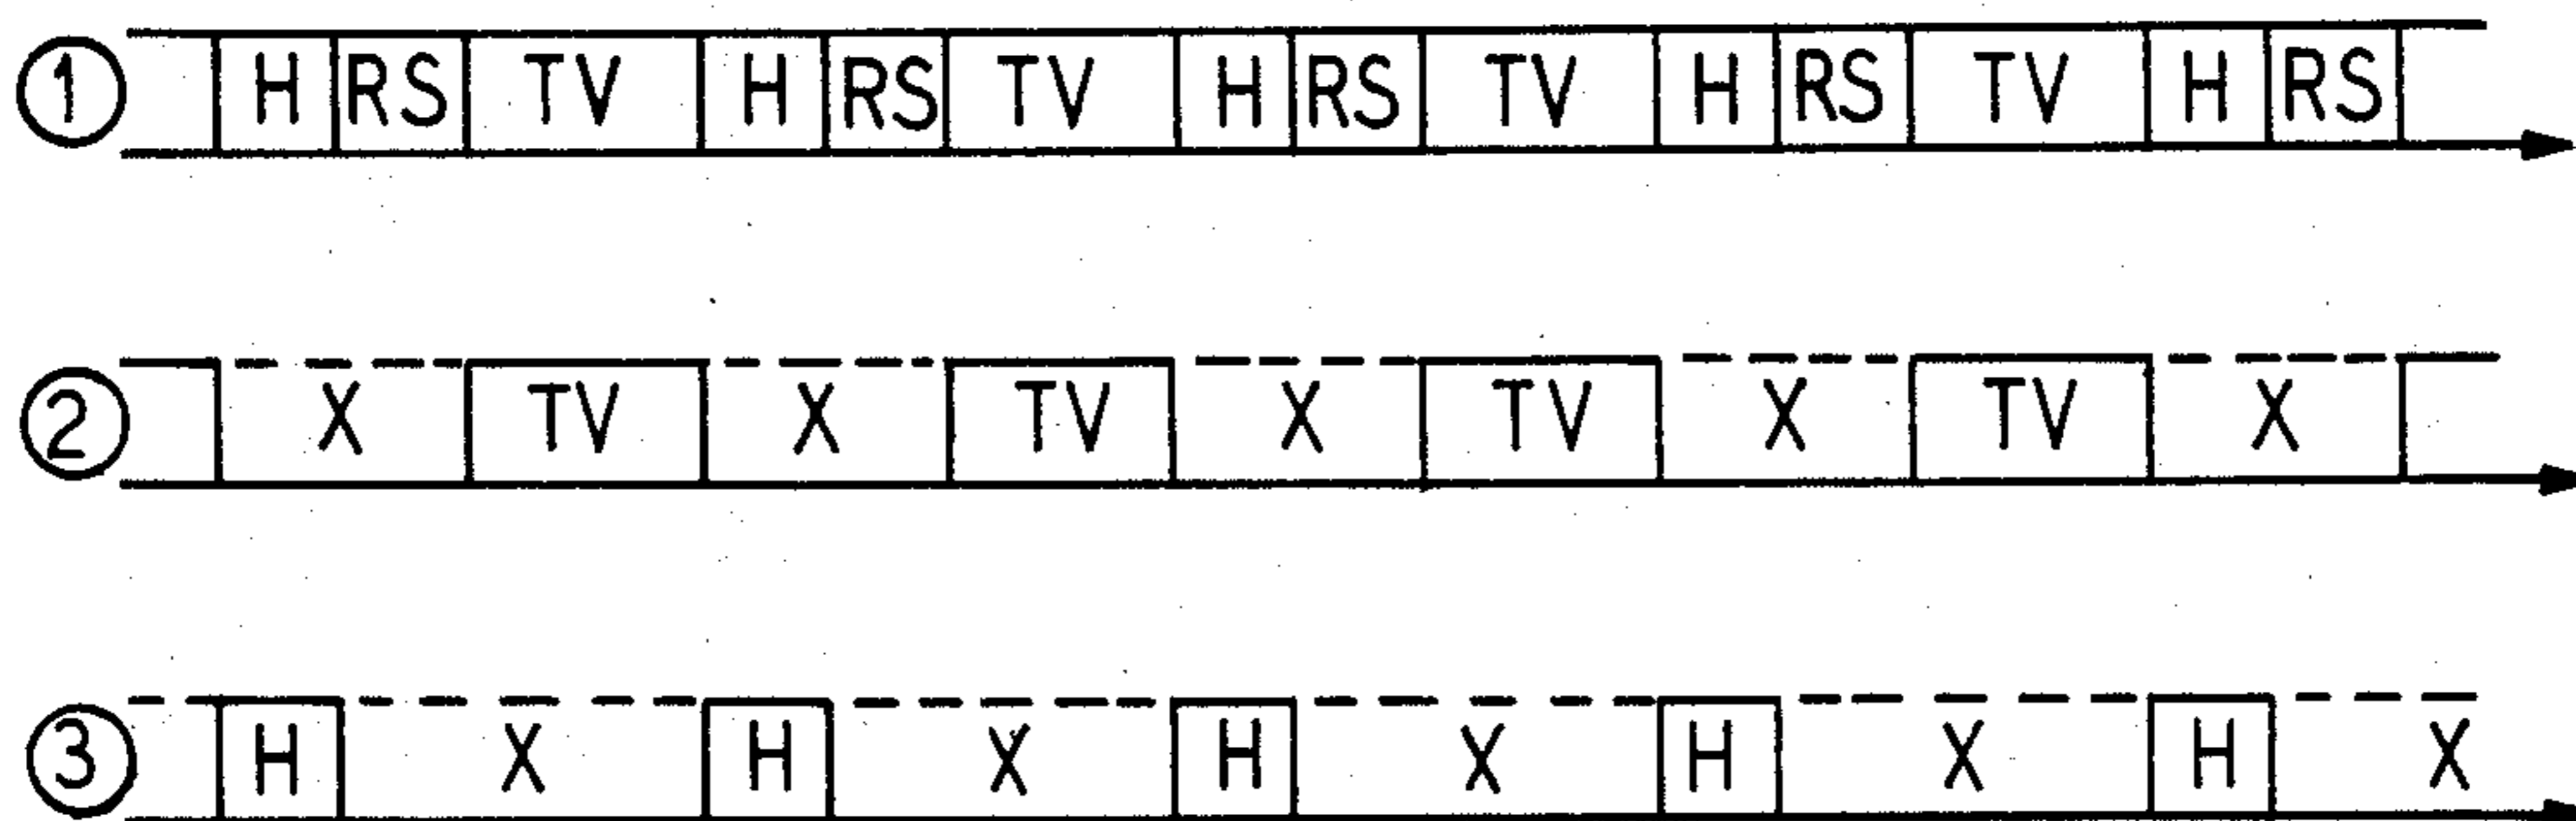 ① H RS TV H RS TV H RS TV H RS TV H RS
② X TV X TV X TV X TV X
③ H X H X H X H X H X